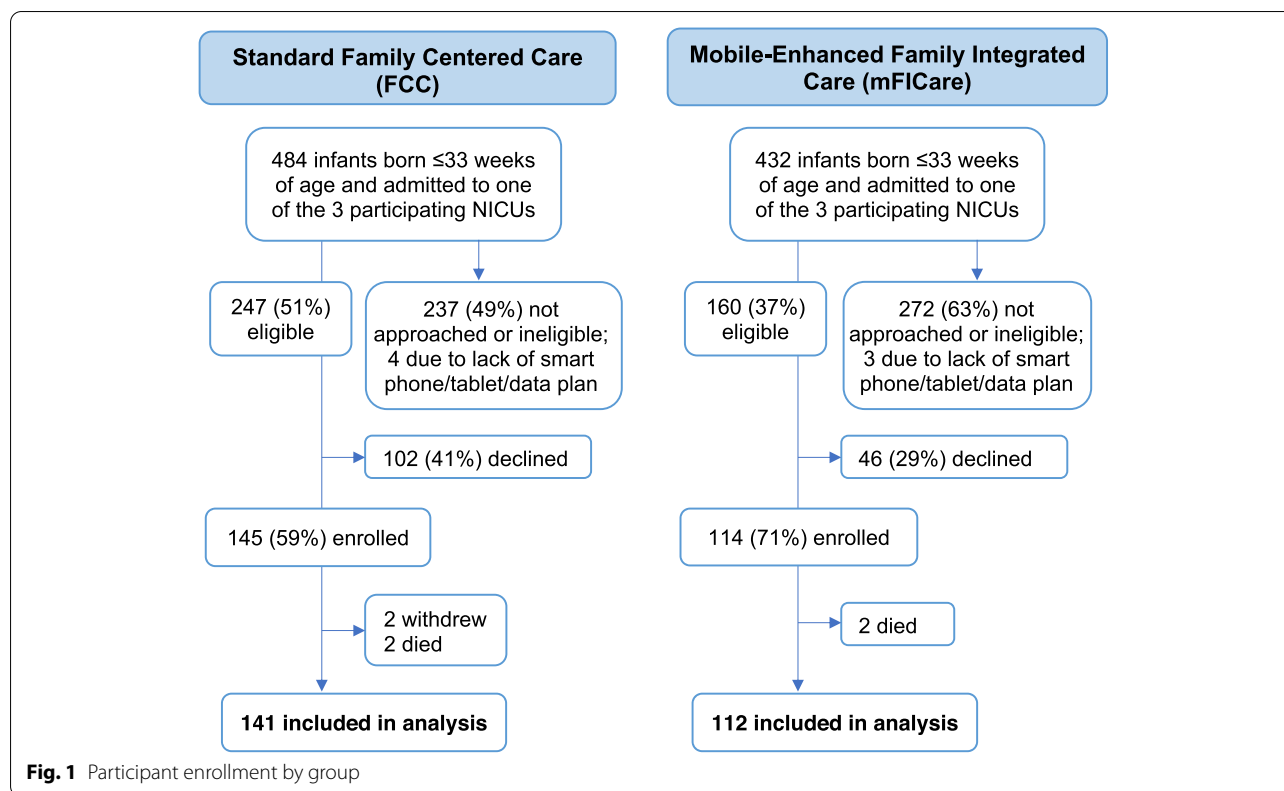 Standard Family Centered Care
(FCC)
484 infants born ≤33 weeks
of age and admitted to one
of the 3 participating NICUs
247 (51%)
eligible
237 (49%) not
approached or ineligible;
4 due to lack of smart
phone/tablet/data plan
102 (41%) declined
145 (59%) enrolled
2 withdrew
2 died
141 included in analysis
Mobile-Enhanced Family Integrated
Care (mFICare)
432 infants born ≤33 weeks
of age and admitted to one
of the 3 participating NICUs
160 (37%)
eligible
272 (63%) not
approached or ineligible;
3 due to lack of smart
phone/tablet/data plan
46 (29%) declined
114 (71%) enrolled
2 died
112 included in analysis
Fig. 1 Participant enrollment by group